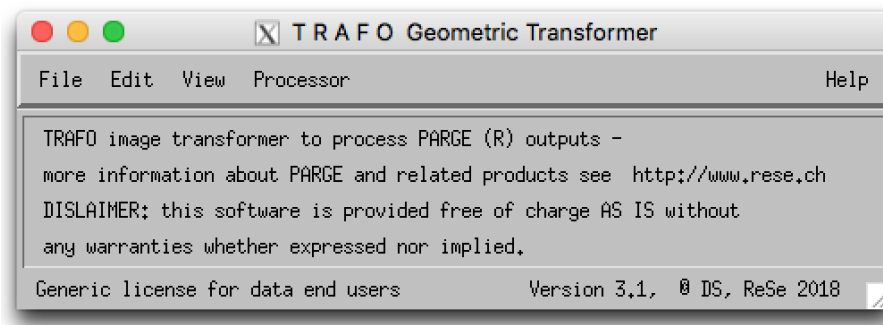 T R A F O Geometric Transformer
File Edit View Processor Help
TRAFO image transformer to process PARGE (R) outputs -
more information about PARGE and related products see http://www.rese.ch
DISLAIMER: this software is provided free of charge AS IS without
any warranties whether expressed nor implied.
Generic license for data end users Version 3.1, @ DS, ReSe 2018